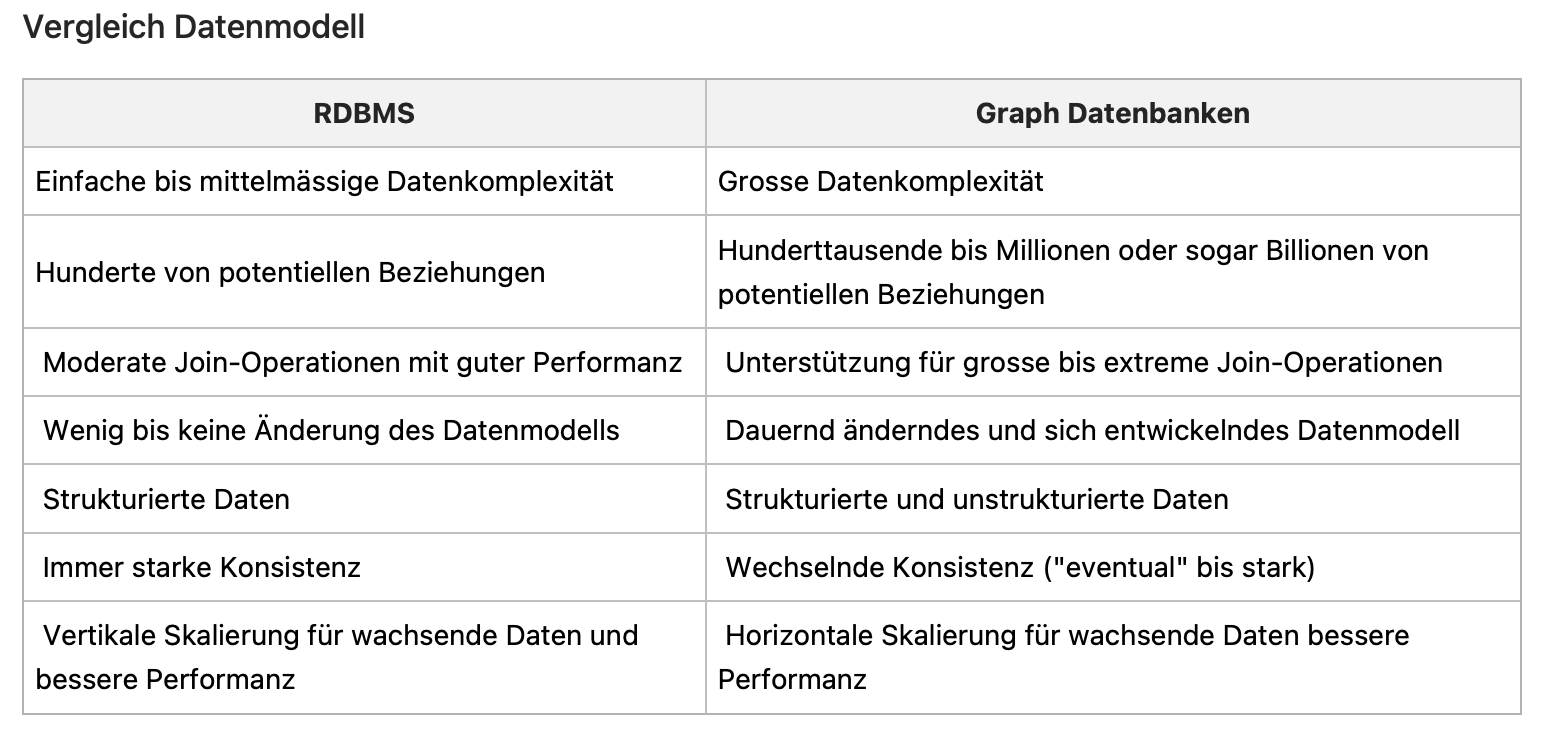 Vergleich Datenmodell
RDBMS
Graph Datenbanken
Einfache bis mittelmässige Datenkomplexität
Grosse Datenkomplexität
Hunderte von potentiellen Beziehungen
Hunderttausende bis Millionen oder sogar Billionen von
potentiellen Beziehungen
Moderate Join-Operationen mit guter Performanz
Unterstützung für grosse bis extreme Join-Operationen
Wenig bis keine Änderung des Datenmodells
Dauernd änderndes und sich entwickelndes Datenmodell
Strukturierte Daten
Strukturierte und unstrukturierte Daten
Immer starke Konsistenz
Wechselnde Konsistenz ("eventual" bis stark)
Vertikale Skalierung für wachsende Daten und
bessere Performanz
Horizontale Skalierung für wachsende Daten bessere
Performanz